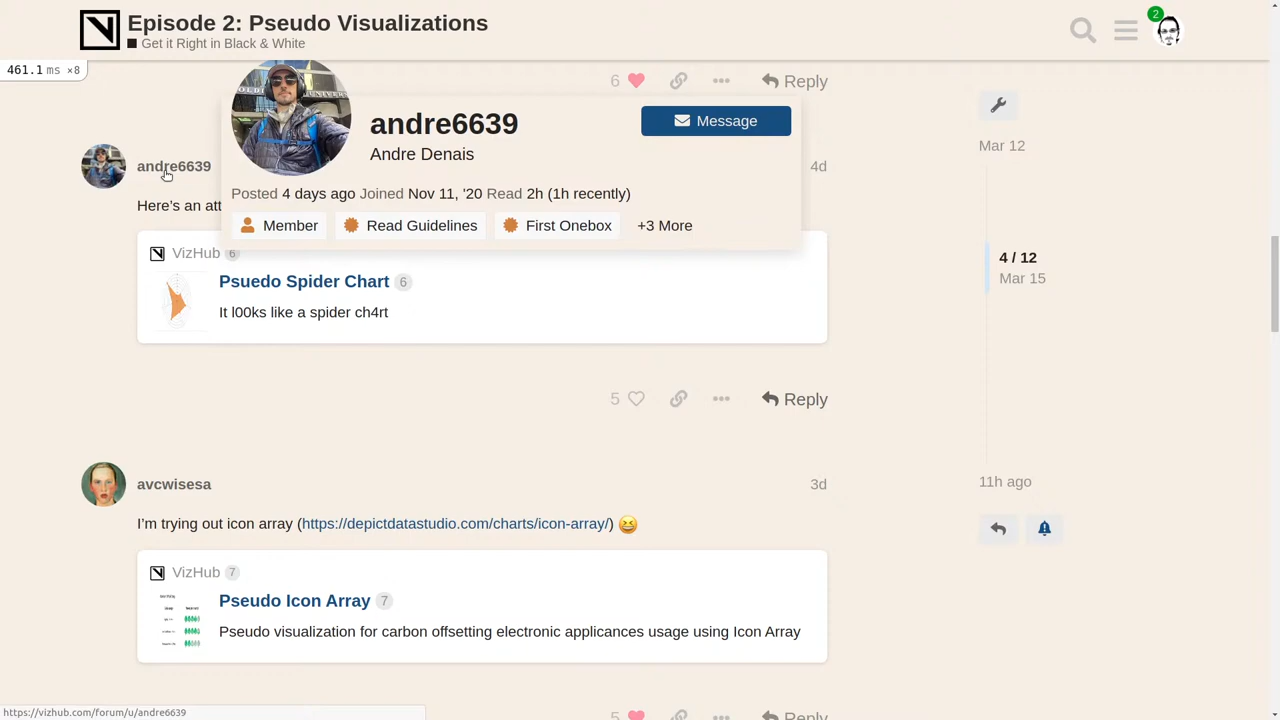 Episode 2: Pseudo Visualizations
Get it Right in Black & White
2
461.1 ms ×8
6
Reply
andre6639
Message
Andre Denais
andre6639
4d
Posted 4 days ago Joined Nov 11, '20 Read 2h (1h recently)
Here's an att
Member
Read Guidelines
First Onebox
+3 More
VizHub 6
Psuedo Spider Chart 6
It l00ks like a spider ch4rt
5
Reply
avcwisesa
3d
I'm trying out icon array (https://depictdatastudio.com/charts/icon-array/)
VizHub 7
Pseudo Icon Array 7
Pseudo visualization for carbon offsetting electronic applicances usage using Icon Array
5
Reply
Mar 12
4 / 12
Mar 15
11h ago
https://vizhub.com/forum/u/andre6639